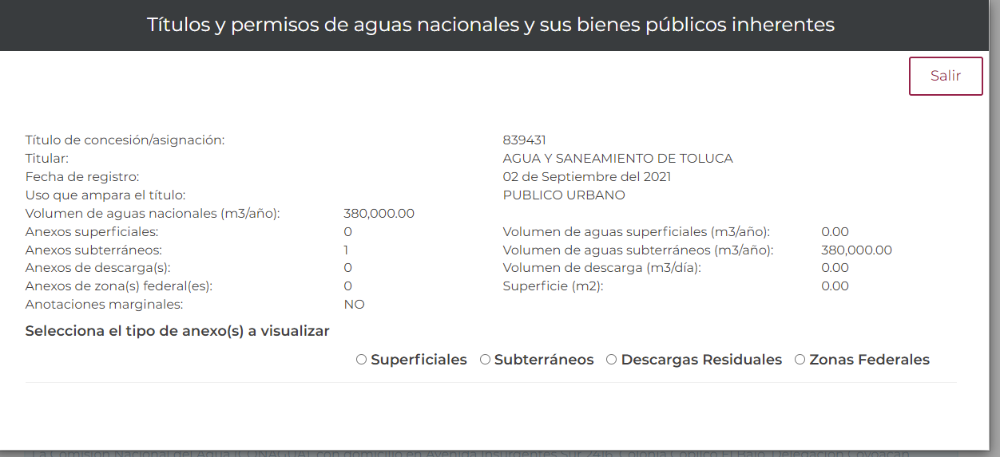 Títulos y permisos de aguas nacionales y sus bienes públicos inherentes
Salir
Título de concesión/asignación: 839431
Titular: AGUA Y SANEAMIENTO DE TOLUCA
Fecha de registro: 02 de Septiembre del 2021
Uso que ampara el título: PUBLICO URBANO
Volumen de aguas nacionales (m3/año): 380,000.00
Anexos superficiales: 0 Volumen de aguas superficiales (m3/año): 0.00
Anexos subterráneos: 1 Volumen de aguas subterráneos (m3/año): 380,000.00
Anexos de descarga(s): 0 Volumen de descarga (m3/día): 0.00
Anexos de zona(s) federal(es): 0 Superficie (m2): 0.00
Anotaciones marginales: NO
Selecciona el tipo de anexo(s) a visualizar
Superficiales Subterráneos Descargas Residuales Zonas Federales
La Comisión Nacional del Agua (CONAGUA), con domicilio en Avenida Insurgentes Sur 2416, Colonia Copilco El Bajo, Delegación Coyoacán